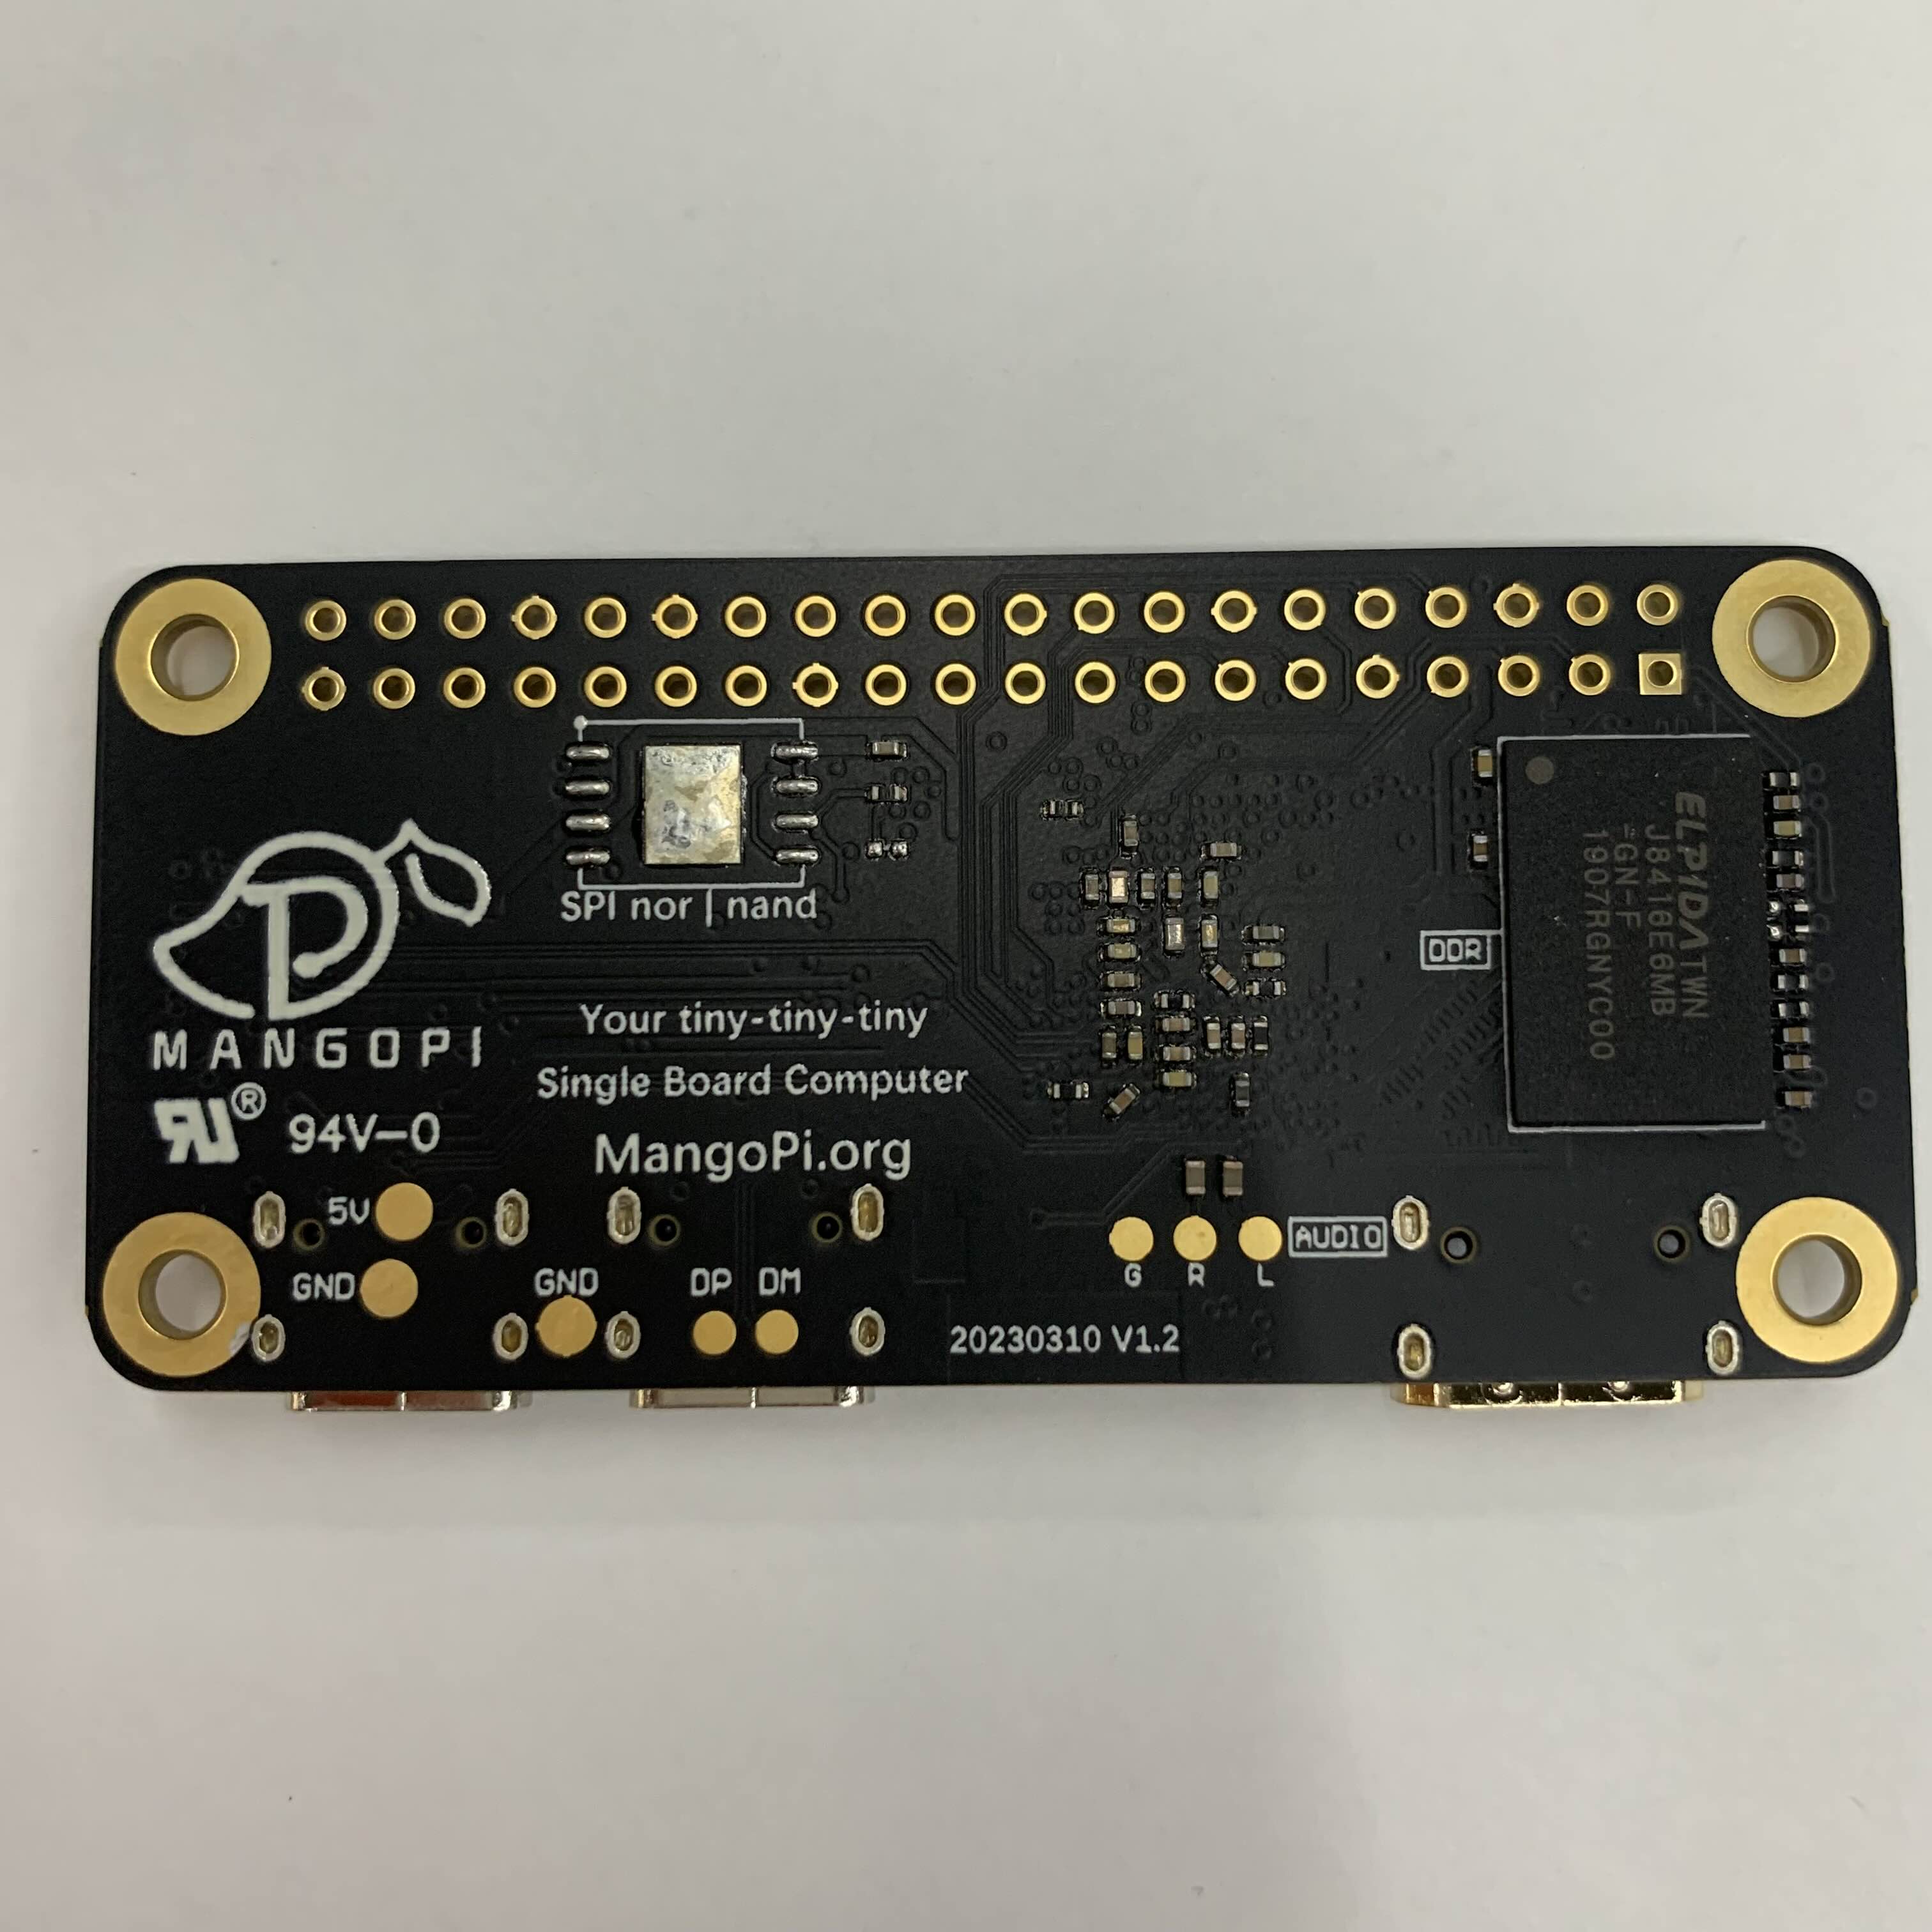 SPI nor | nand
MANGOPI
94V-0
Your tiny-tiny-tiny
Single Board Computer
MangoPi.org
5V
GND
GND
DP
DM
G
R
L
AUDIO
20230310 V1.2
DDR
ELPIDA TWN
J8416E6MB
-GN-F
1907RGNYC00